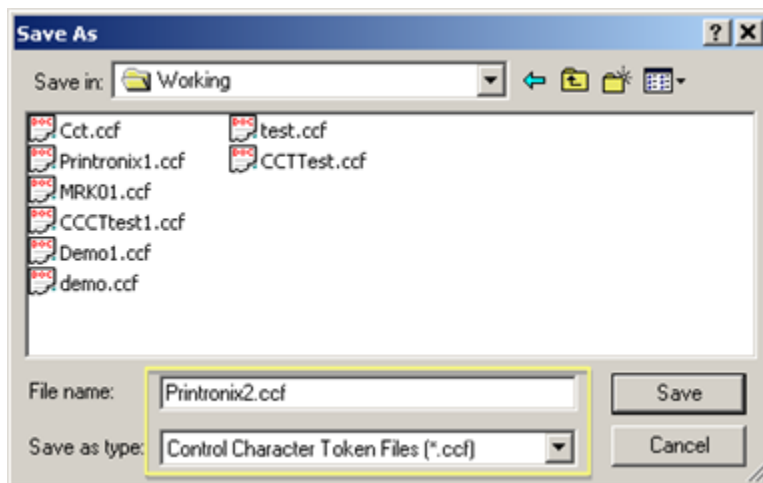 Save As
Save in: Working
Cct.ccf test.ccf
Printronix1.ccf CCTTest.ccf
MRK01.ccf
CCCTtest1.ccf
Demo1.ccf
demo.ccf
File name: Printronix2.ccf Save
Save as type: Control Character Token Files (*.ccf) Cancel